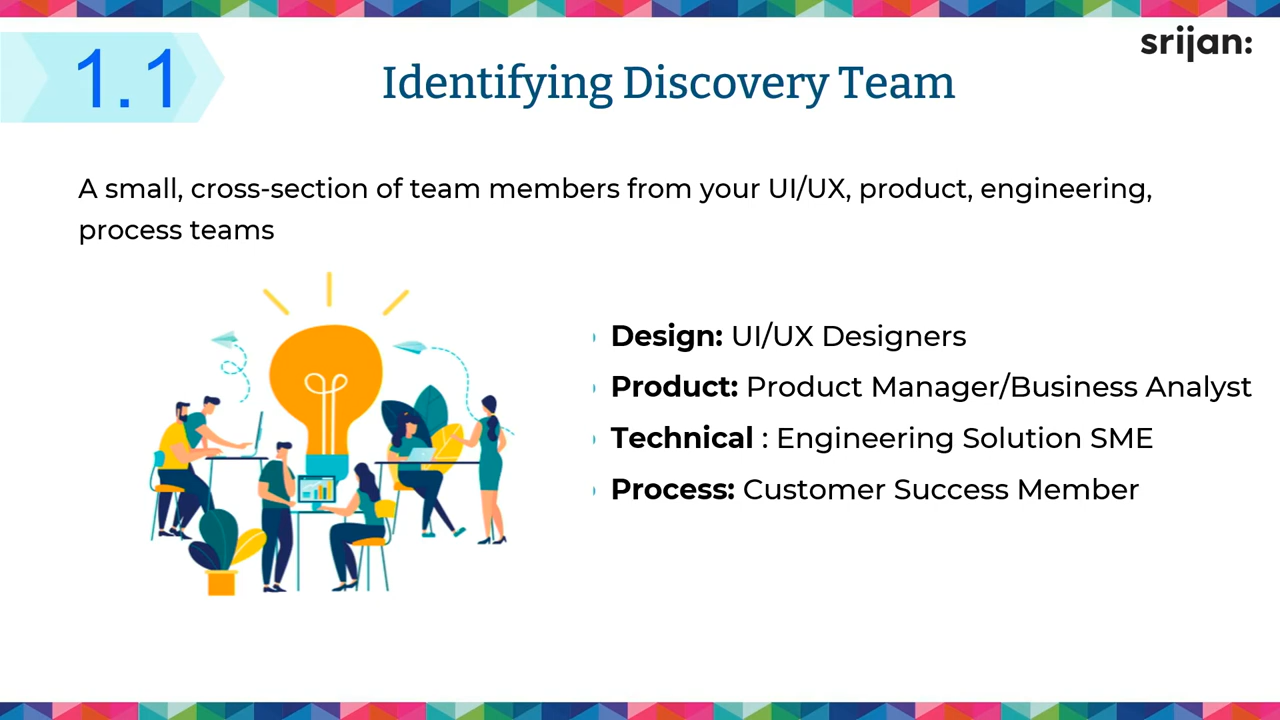 srijan:
1.1
Identifying Discovery Team
A small, cross-section of team members from your UI/UX, product, engineering,
process teams
Design: UI/UX Designers
Product: Product Manager/Business Analyst
Technical : Engineering Solution SME
Process: Customer Success Member